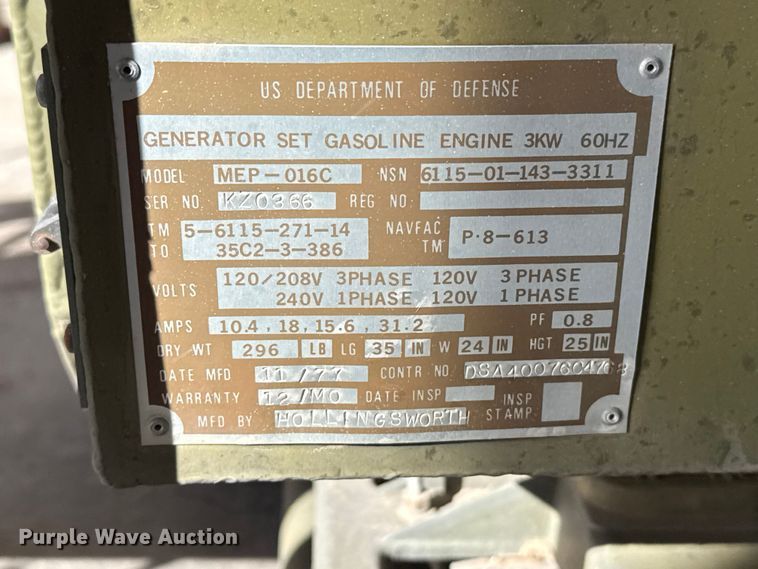 US DEPARTMENT OF DEFENSE
GENERATOR SET GASOLINE ENGINE 3KW 60HZ
MODEL MEP-016C NSN 6115-01-143-3311
SER NO. KZ0366 REG NO.
TM 5-6115-271-14 NAVFAC P-8-613
TO 35C2-3-386 TM
VOLTS 120/208V 3PHASE 120V 3PHASE
240V 1PHASE 120V 1PHASE
AMPS 10.4, 18, 15.6, 31.2 PF 0.8
DRY WT 296 LB LG 35 IN W 24 IN HGT 25 IN
DATE MFD 11/77 CONTR NO. DSA4007604768
WARRANTY 12/MO DATE INSP INSP
MFD BY HOLLINGSWORTH STAMP
Purple Wave Auction